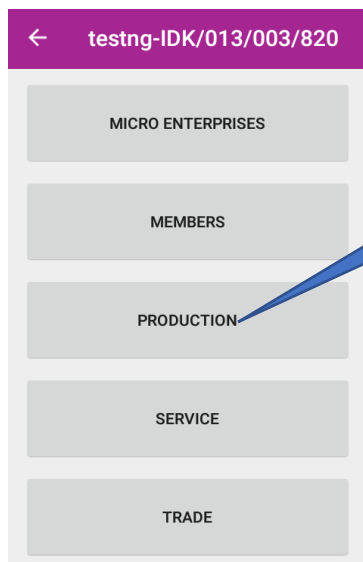 testng-IDK/013/003/820
MICRO ENTERPRISES
MEMBERS
PRODUCTION
SERVICE
TRADE